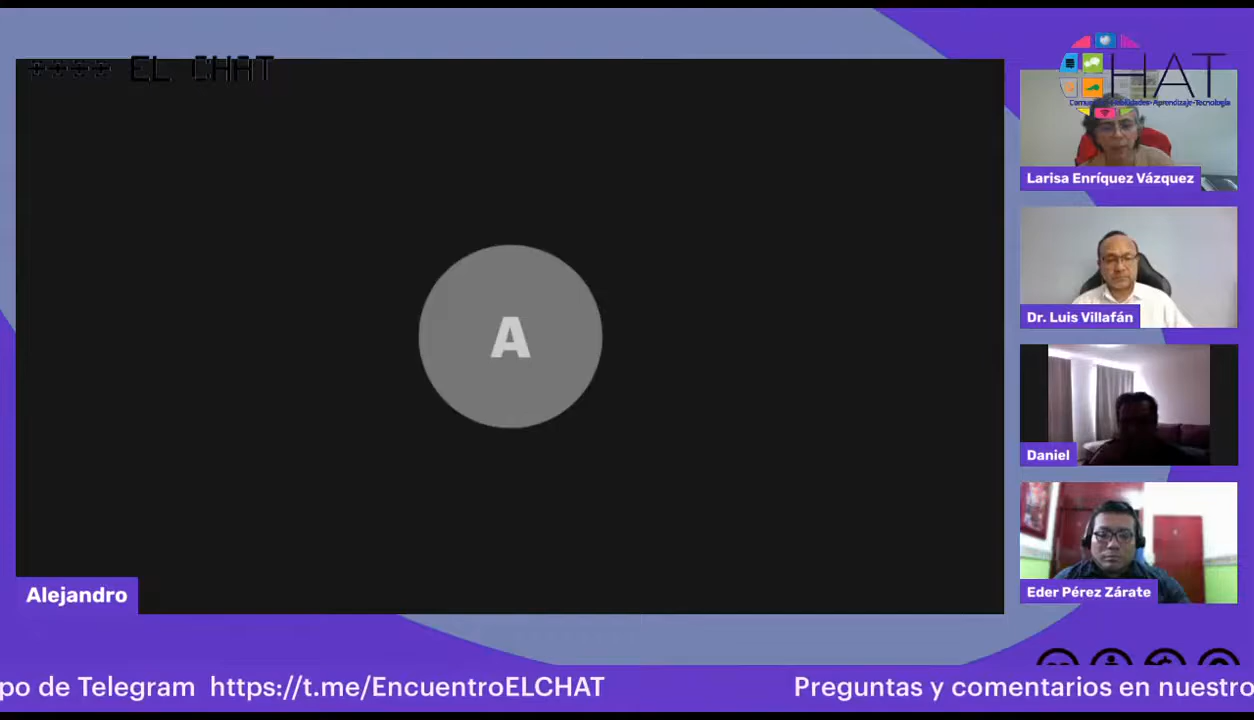 **** EL CHAT
HAT
Larisa Enríquez Vázquez
Dr. Luis Villafán
Daniel
Eder Pérez Zárate
A
Alejandro
po de Telegram https://t.me/EncuentroELCHAT
Preguntas y comentarios en nuestro